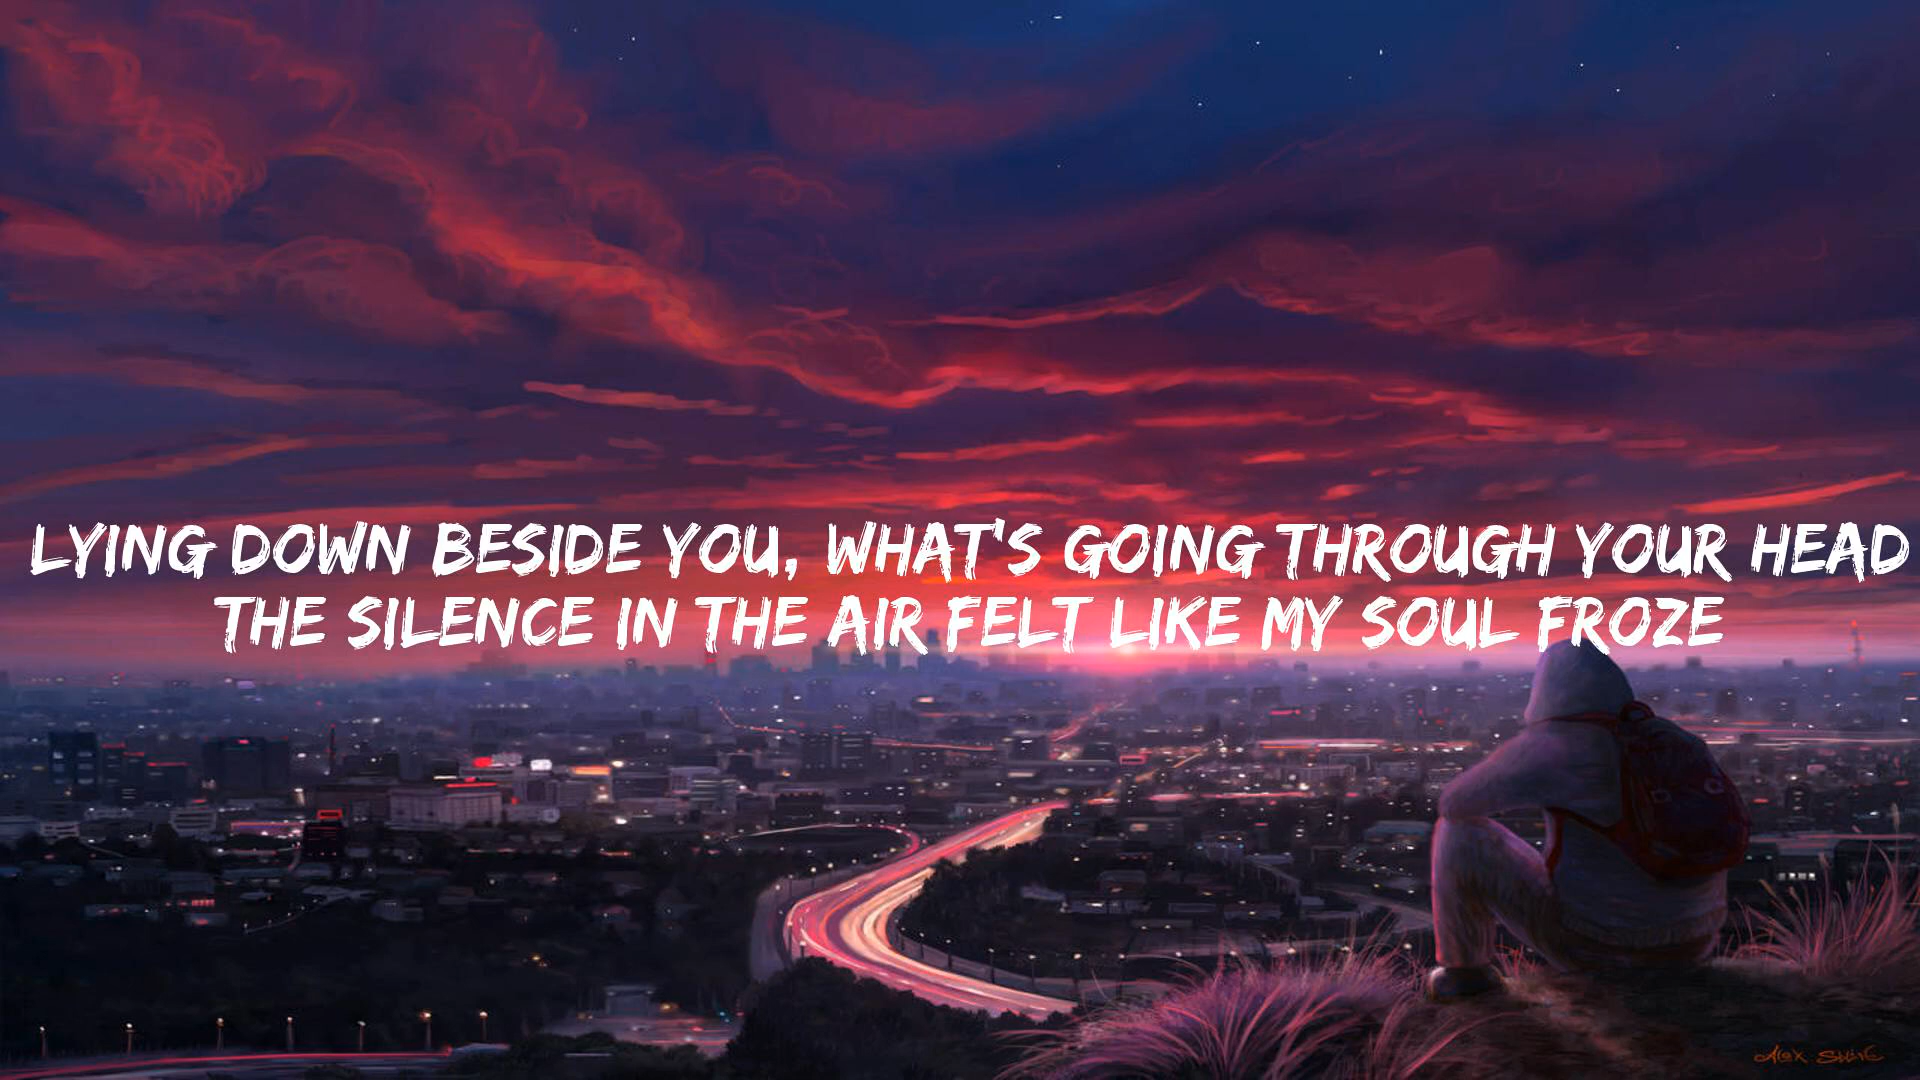 LYING DOWN BESIDE YOU, WHAT'S GOING THROUGH YOUR HEAD
THE SILENCE IN THE AIR FELT LIKE MY SOUL FROZE